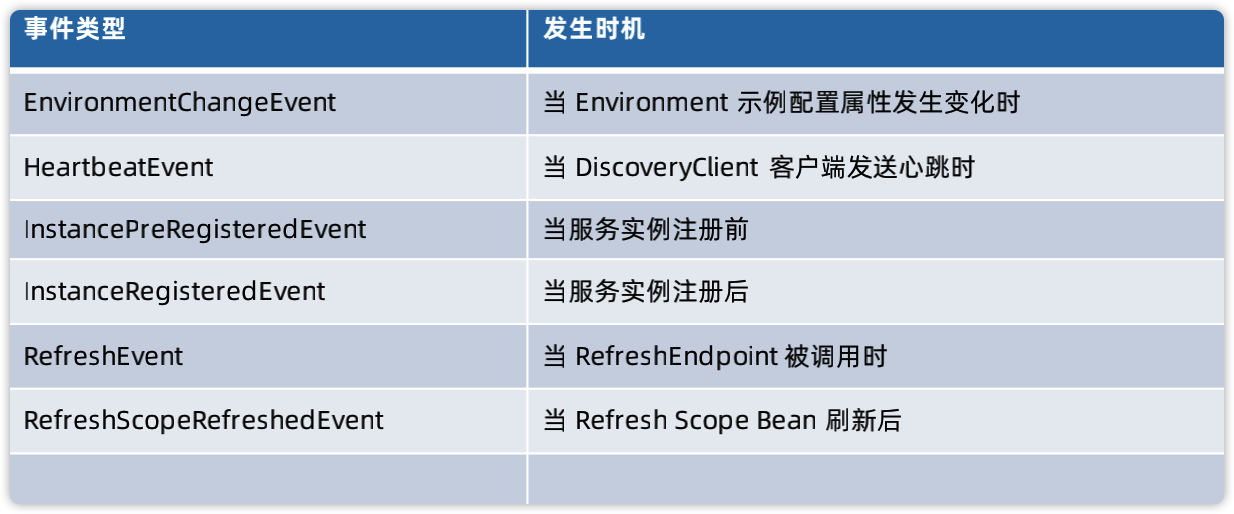 事件类型 发生时机
EnvironmentChangeEvent 当 Environment 示例配置属性发生变化时
HeartbeatEvent 当 DiscoveryClient 客户端发送心跳时
InstancePreRegisteredEvent 当服务实例注册前
InstanceRegisteredEvent 当服务实例注册后
RefreshEvent 当 RefreshEndpoint 被调用时
RefreshScopeRefreshedEvent 当 Refresh Scope Bean 刷新后